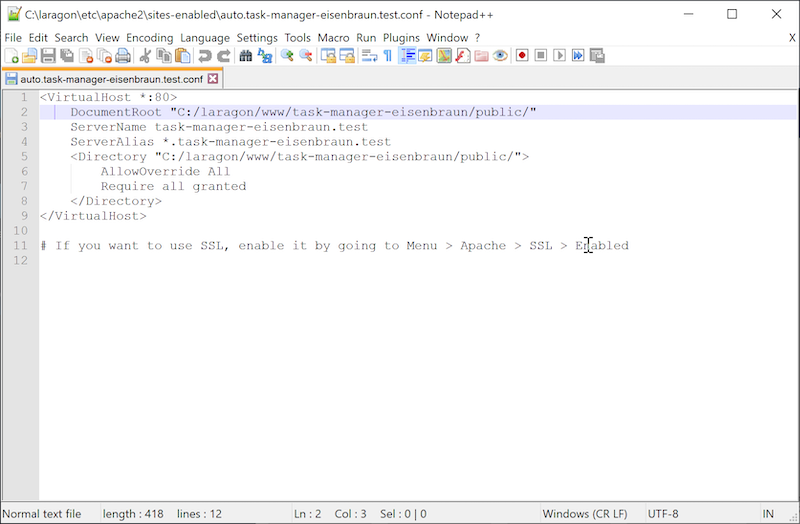 C:\laragon\etc\apache2\sites-enabled\auto.task-manager-eisenbraun.test.conf - Notepad++
File Edit Search View Encoding Language Settings Tools Macro Run Plugins Window ? X
auto.task-manager-eisenbraun.test.conf
1 <VirtualHost *:80>
2 DocumentRoot "C:/laragon/www/task-manager-eisenbraun/public/"
3 ServerName task-manager-eisenbraun.test
4 ServerAlias *.task-manager-eisenbraun.test
5 <Directory "C:/laragon/www/task-manager-eisenbraun/public/">
6 AllowOverride All
7 Require all granted
8 </Directory>
9 </VirtualHost>
10
11 # If you want to use SSL, enable it by going to Menu > Apache > SSL > Enabled
12
Normal text file length : 418 lines : 12 Ln : 2 Col : 3 Sel : 0 | 0 Windows (CR LF) UTF-8 IN